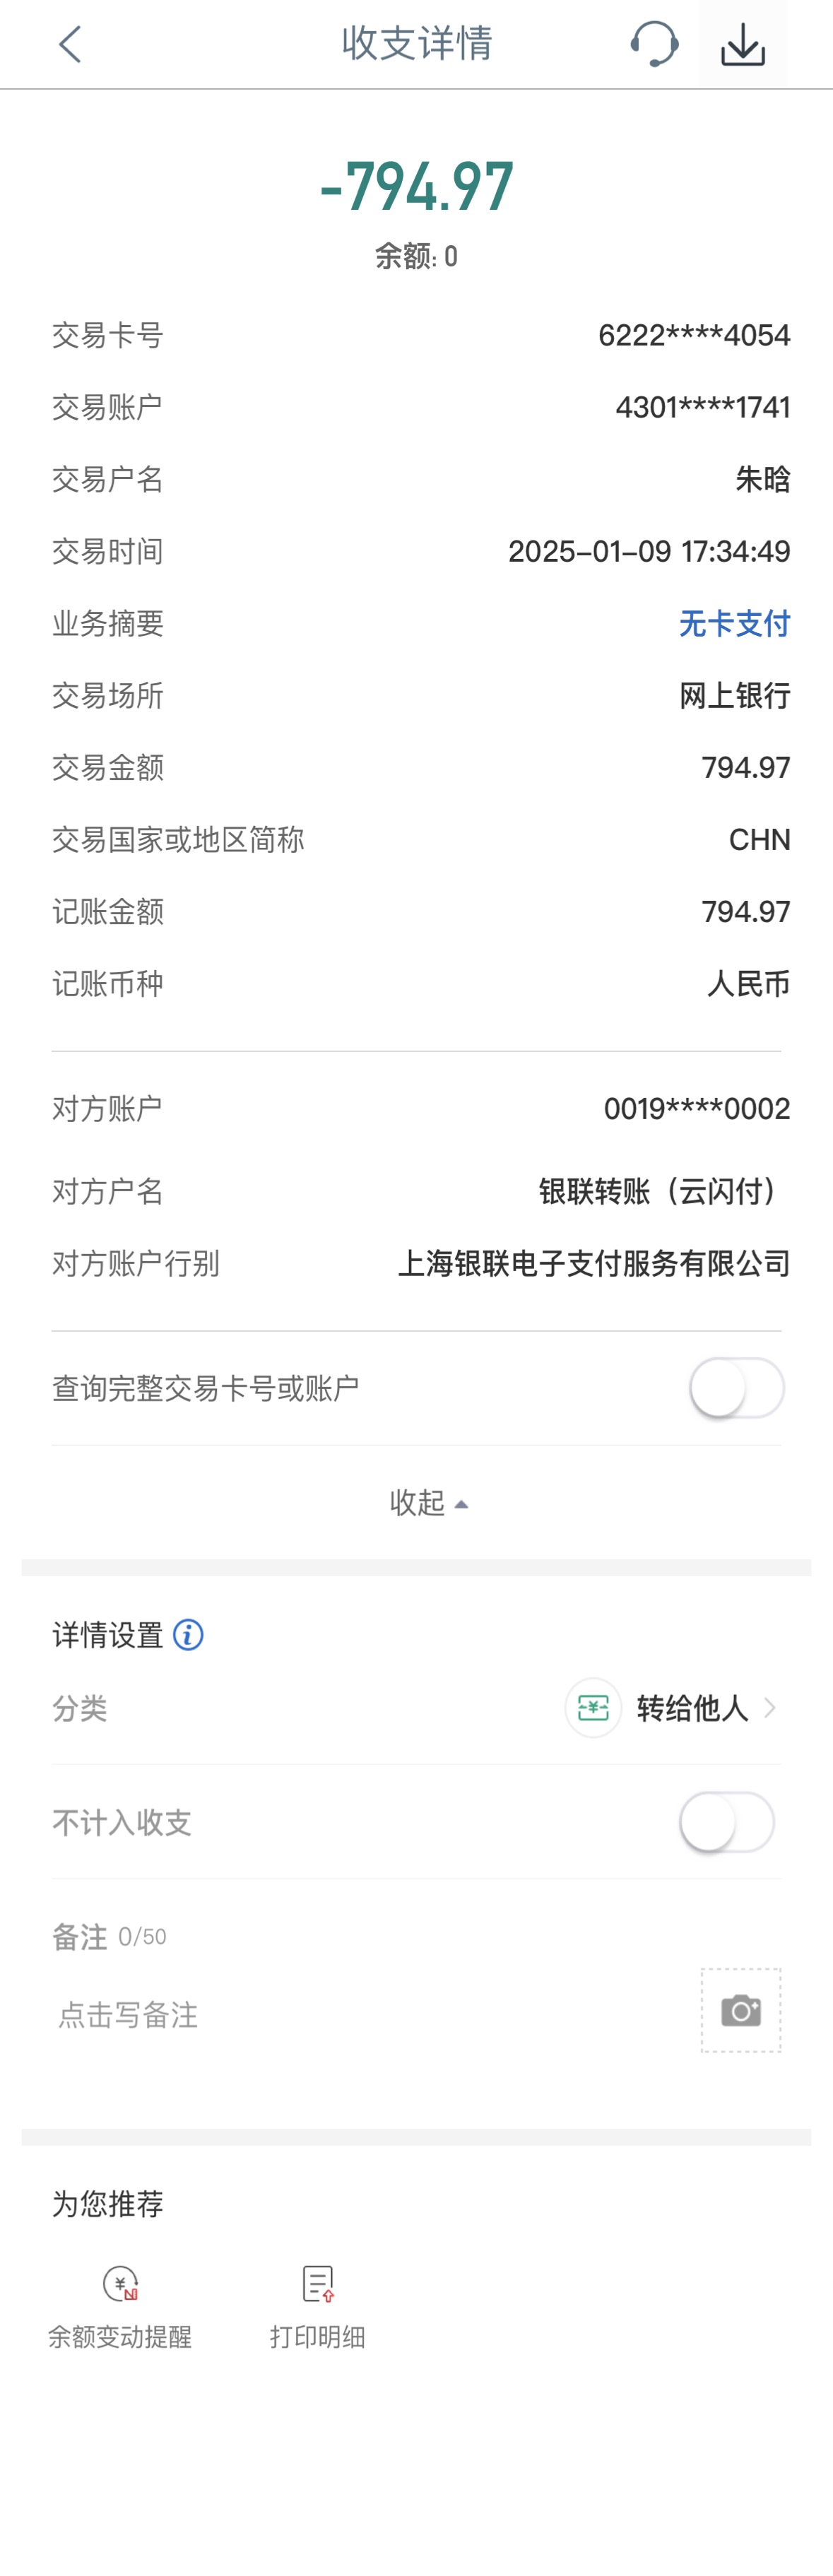 收支详情
-794.97
余额: 0
交易卡号 6222****4054
交易账户 4301****1741
交易户名 朱晗
交易时间 2025-01-09 17:34:49
业务摘要 无卡支付
交易场所 网上银行
交易金额 794.97
交易国家或地区简称 CHN
记账金额 794.97
记账币种 人民币
对方账户 0019****0002
对方户名 银联转账（云闪付）
对方账户行别 上海银联电子支付服务有限公司
查询完整交易卡号或账户
收起
详情设置
分类 转给他人
不计入收支
备注 0/50
点击写备注
为您推荐
余额变动提醒 打印明细